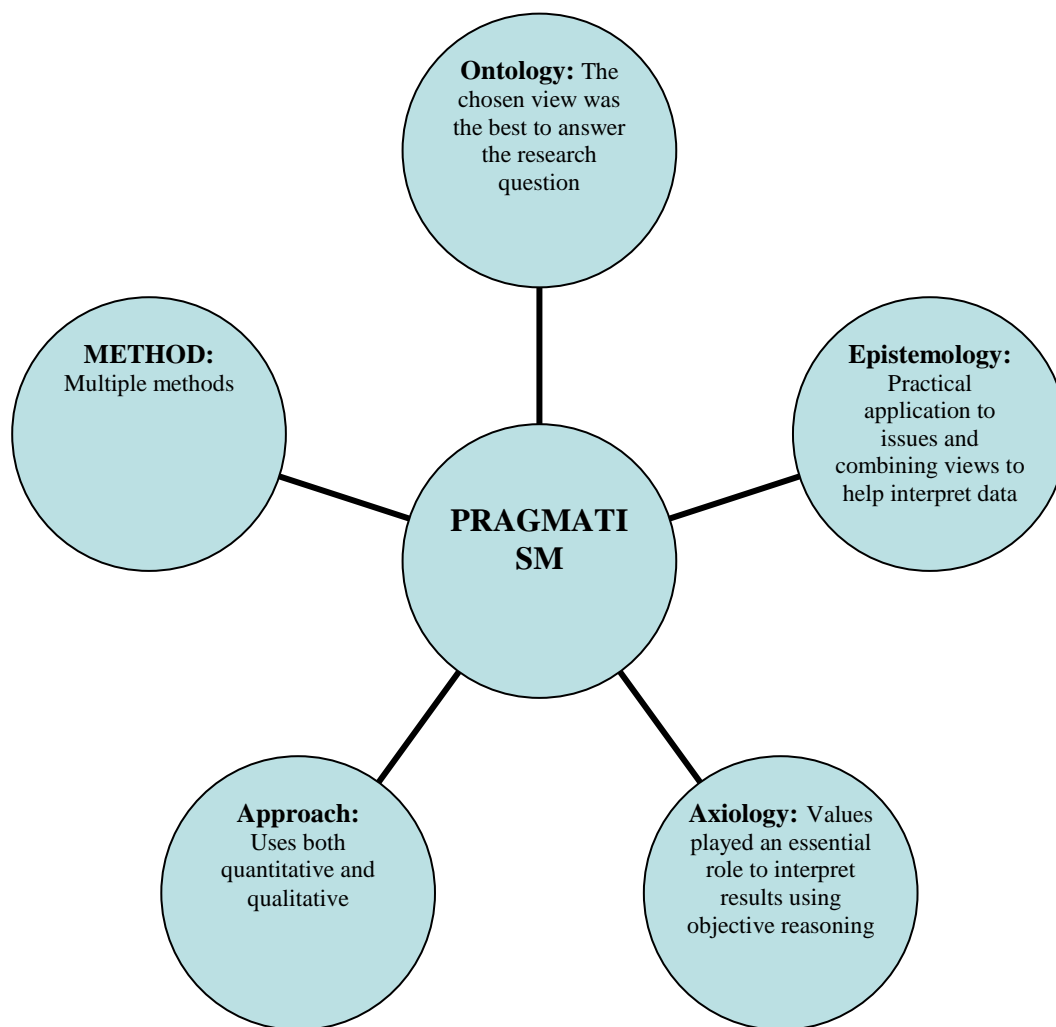 Ontology: The
chosen view was
the best to answer
the research
question
METHOD:
Multiple methods
Epistemology:
Practical
application to
issues and
combining views to
help interpret data
PRAGMATI
SM
Approach:
Uses both
quantitative and
qualitative
Axiology: Values
played an essential
role to interpret
results using
objective reasoning